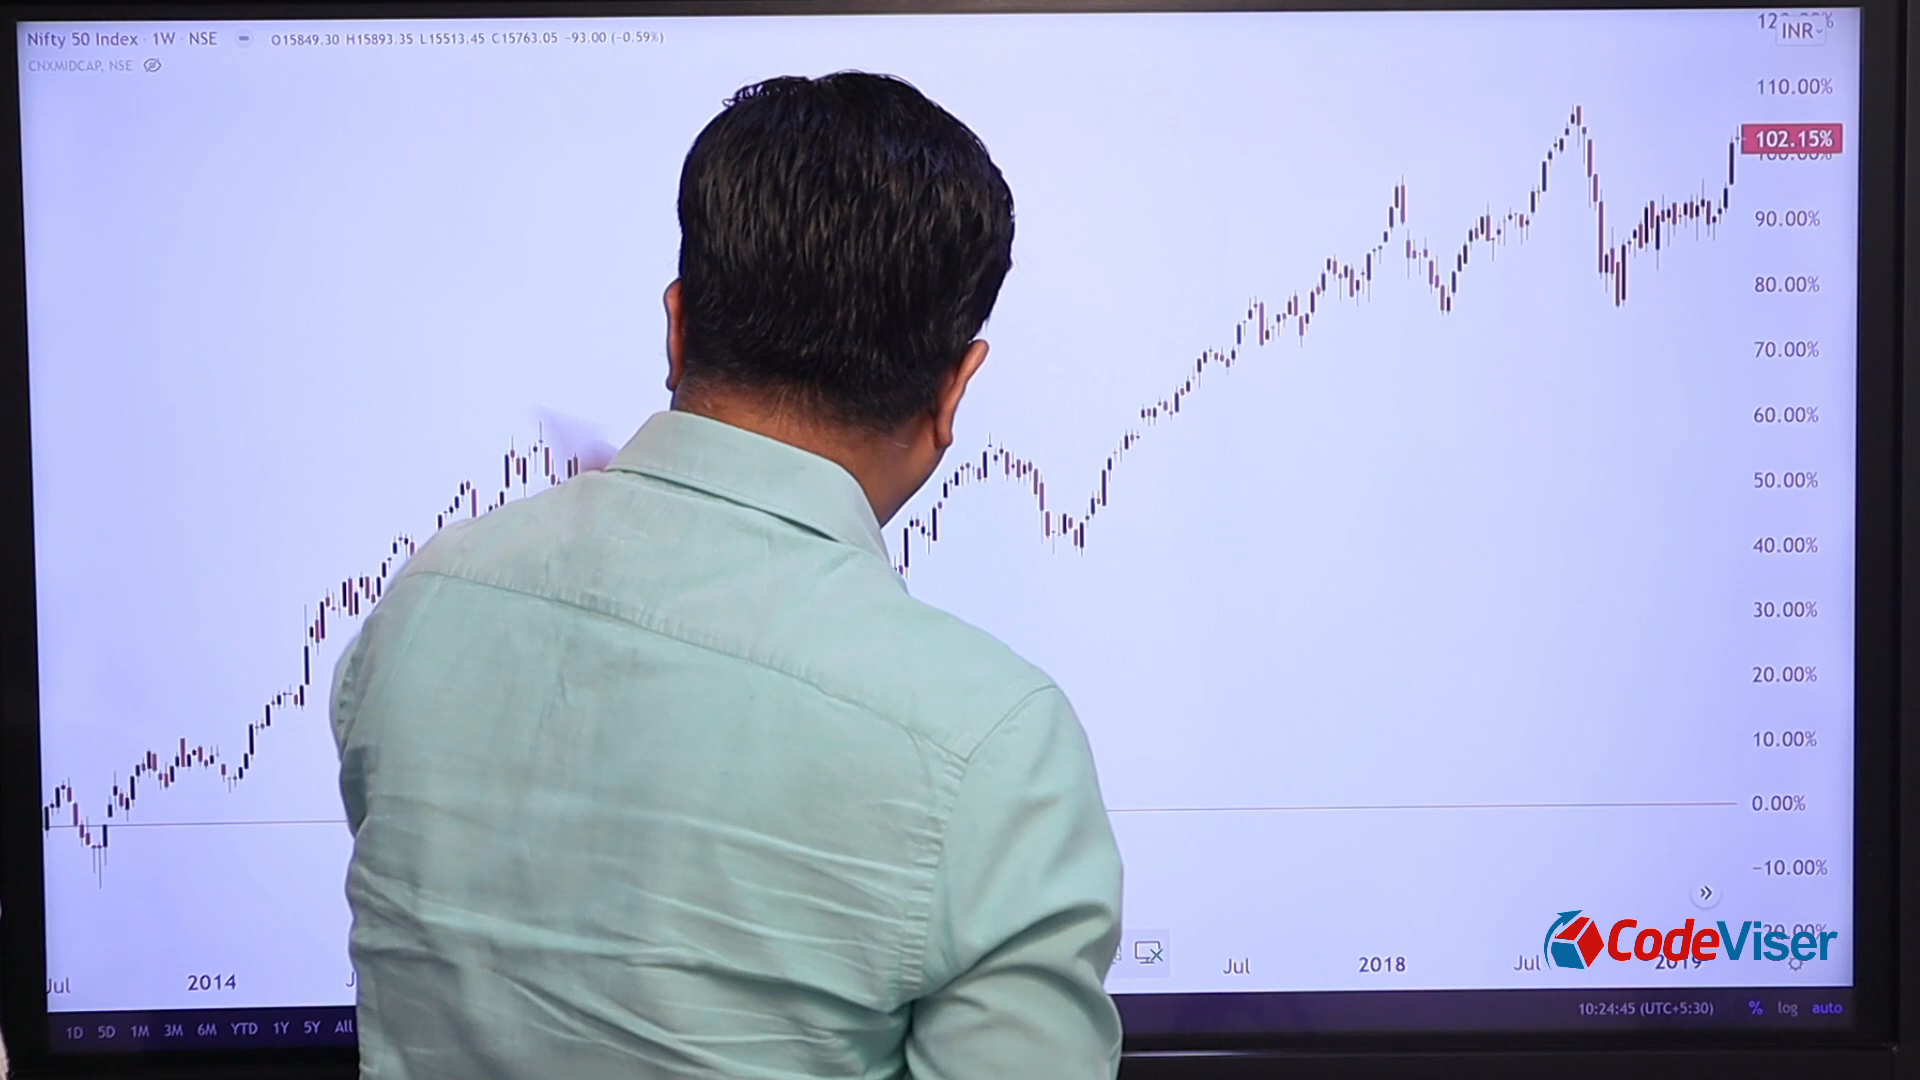 Nifty 50 Index · 1W · NSE
O15849.30 H15893.35 L15513.45 C15763.05 −93.00 (−0.59%)
CNXMIDCAP, NSE
INR
110.00%
102.15%
100.00%
90.00%
80.00%
70.00%
60.00%
50.00%
40.00%
30.00%
20.00%
10.00%
0.00%
−10.00%
CodeViser
Jul
2014
Jul
2018
Jul
2019
10:24:45 (UTC+5:30)
%
log
auto
1D 5D 1M 3M 6M YTD 1Y 5Y All